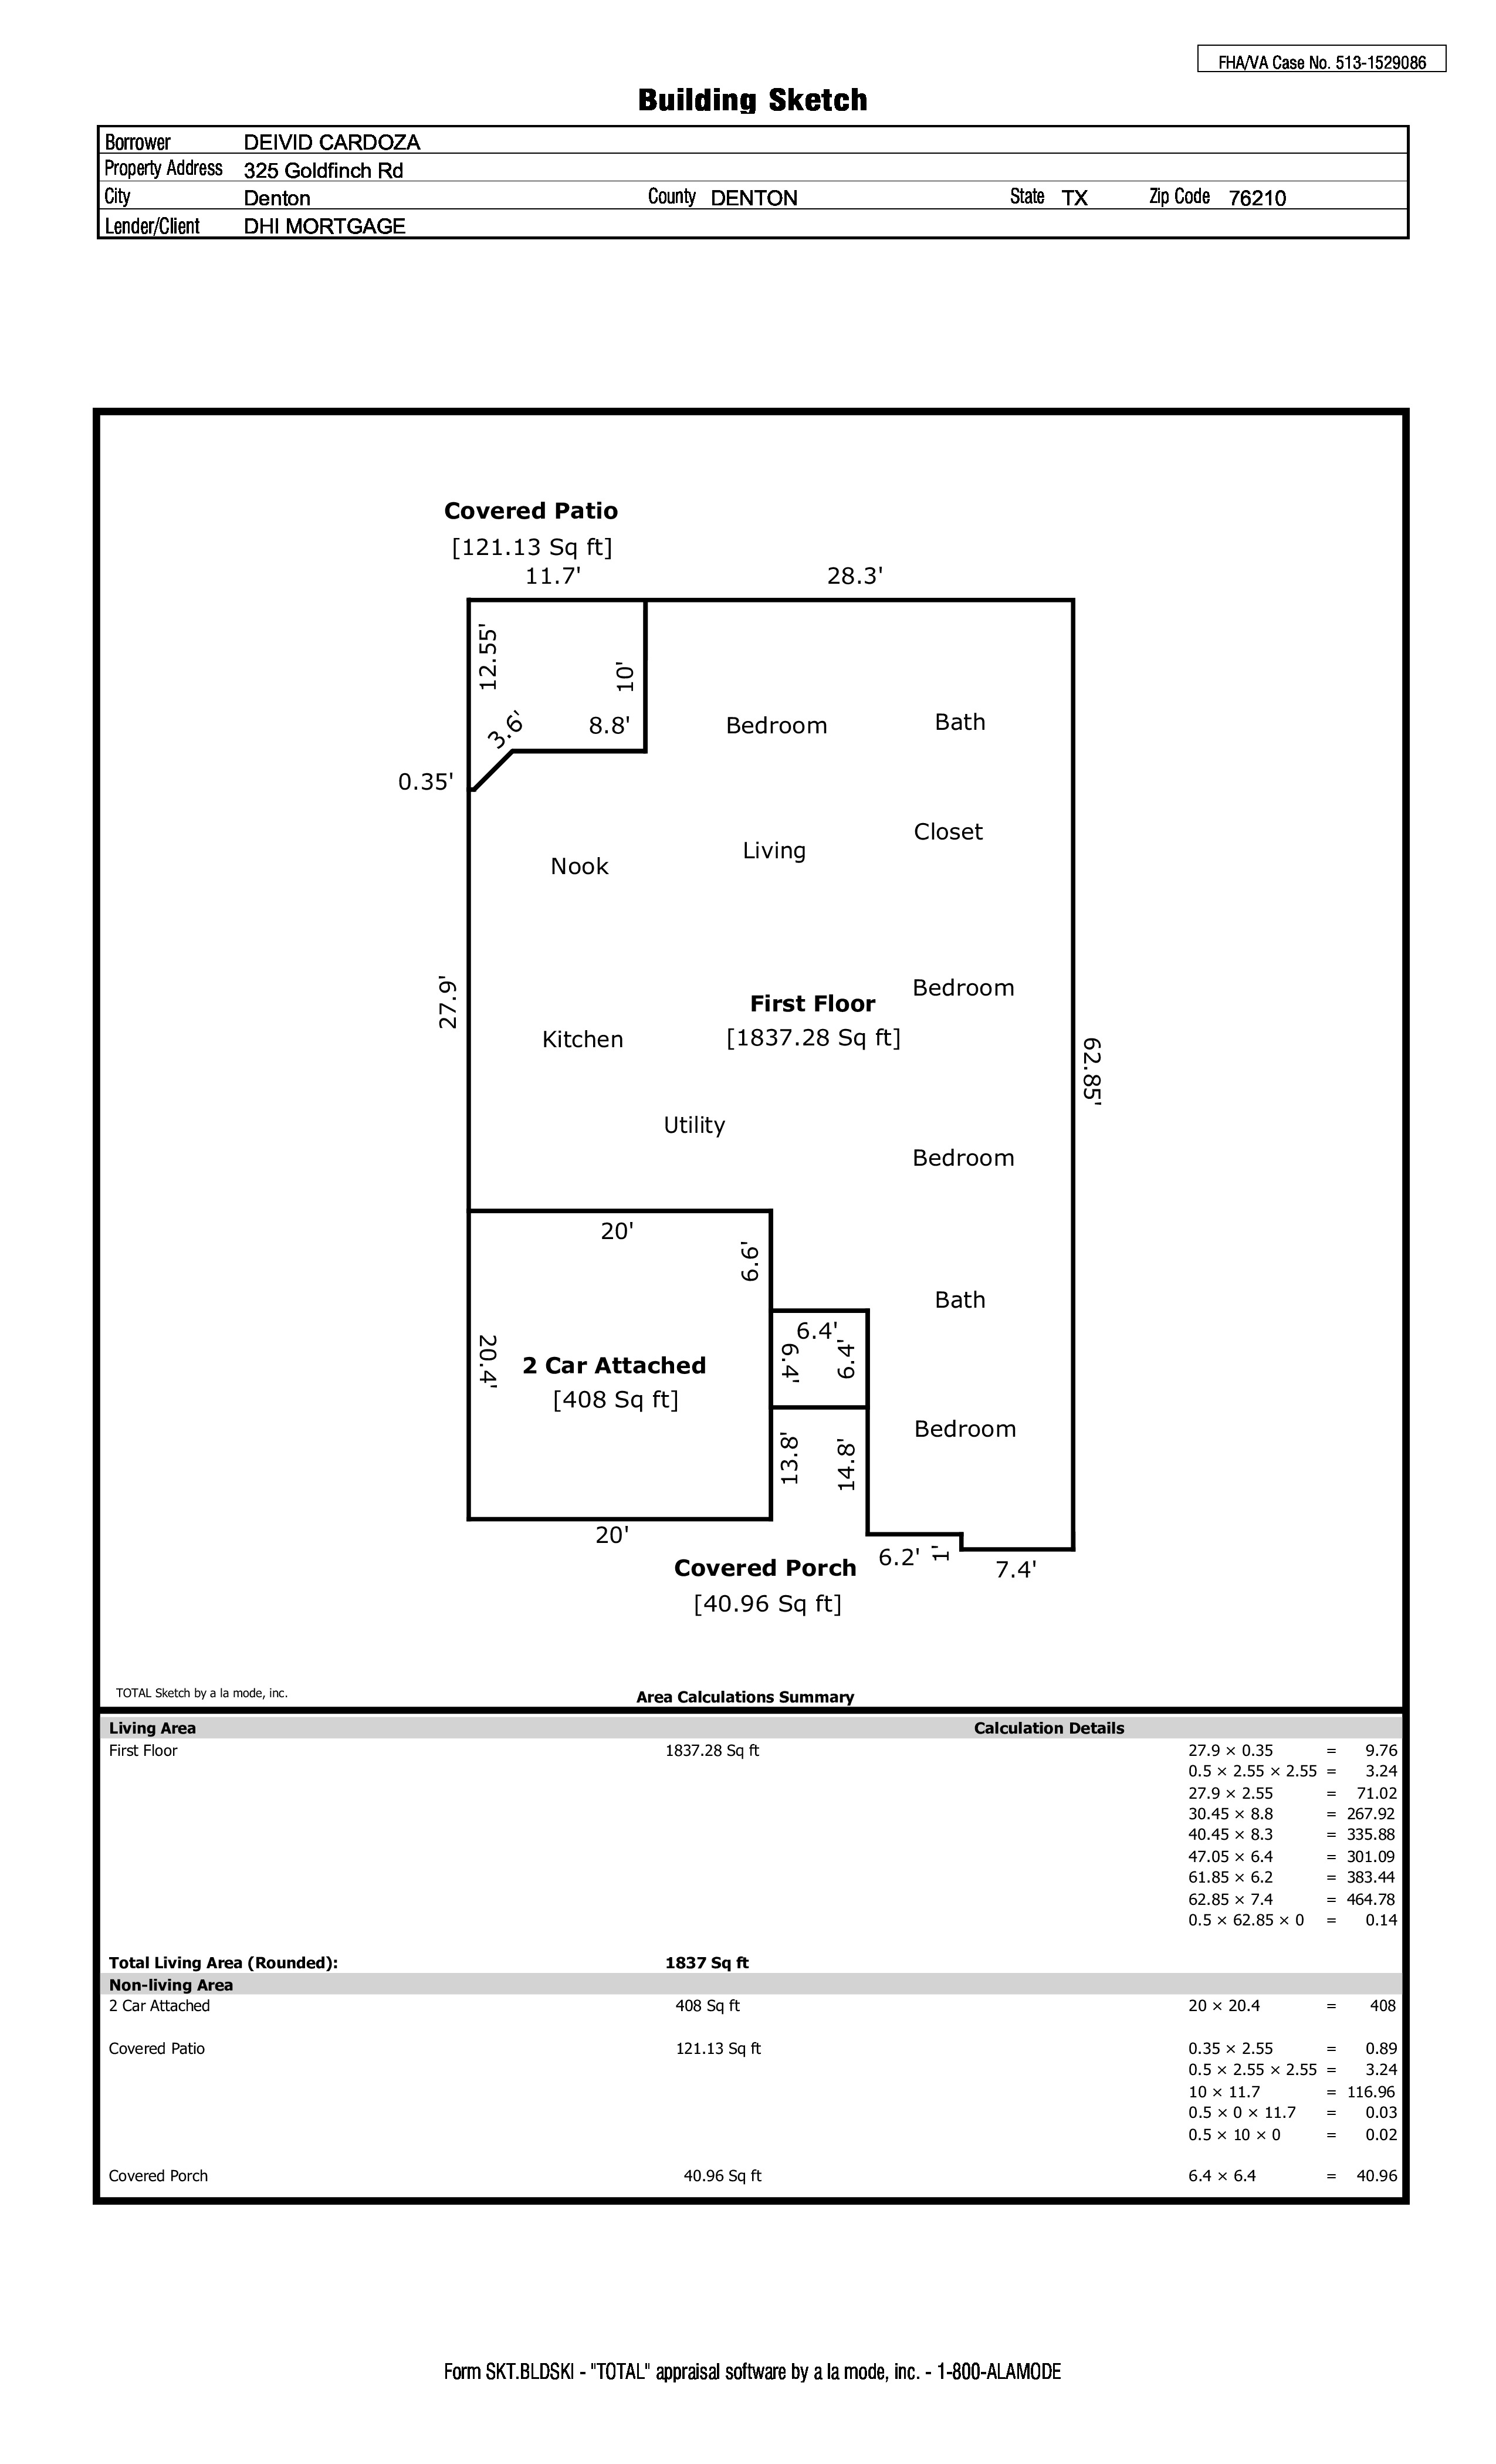 FHA/VA Case No. 513-1529086
Building Sketch
Borrower DEIVID CARDOZA
Property Address 325 Goldfinch Rd
City Denton County DENTON State TX Zip Code 76210
Lender/Client DHI MORTGAGE
Covered Patio
[121.13 Sq ft]
11.7' 28.3'
12.55'
10'
3.6' 8.8'
Bedroom Bath
0.35'
Closet
Living
Nook
27.9'
Bedroom
First Floor
[1837.28 Sq ft]
Kitchen
62.85'
Utility
Bedroom
20'
6.6'
Bath
6.4'
6.4' 6.4'
20.4'
2 Car Attached
[408 Sq ft]
Bedroom
13.8' 14.8'
20'
6.2' 1' 7.4'
Covered Porch
[40.96 Sq ft]
TOTAL Sketch by a la mode, inc. Area Calculations Summary
Living Area Calculation Details
First Floor 1837.28 Sq ft 27.9 × 0.35 = 9.76
0.5 × 2.55 × 2.55 = 3.24
27.9 × 2.55 = 71.02
30.45 × 8.8 = 267.92
40.45 × 8.3 = 335.88
47.05 × 6.4 = 301.09
61.85 × 6.2 = 383.44
62.85 × 7.4 = 464.78
0.5 × 62.85 × 0 = 0.14
Total Living Area (Rounded): 1837 Sq ft
Non-living Area
2 Car Attached 408 Sq ft 20 × 20.4 = 408
Covered Patio 121.13 Sq ft 0.35 × 2.55 = 0.89
0.5 × 2.55 × 2.55 = 3.24
10 × 11.7 = 116.96
0.5 × 0 × 11.7 = 0.03
0.5 × 10 × 0 = 0.02
Covered Porch 40.96 Sq ft 6.4 × 6.4 = 40.96
Form SKT.BLDSKI - "TOTAL" appraisal software by a la mode, inc. - 1-800-ALAMODE